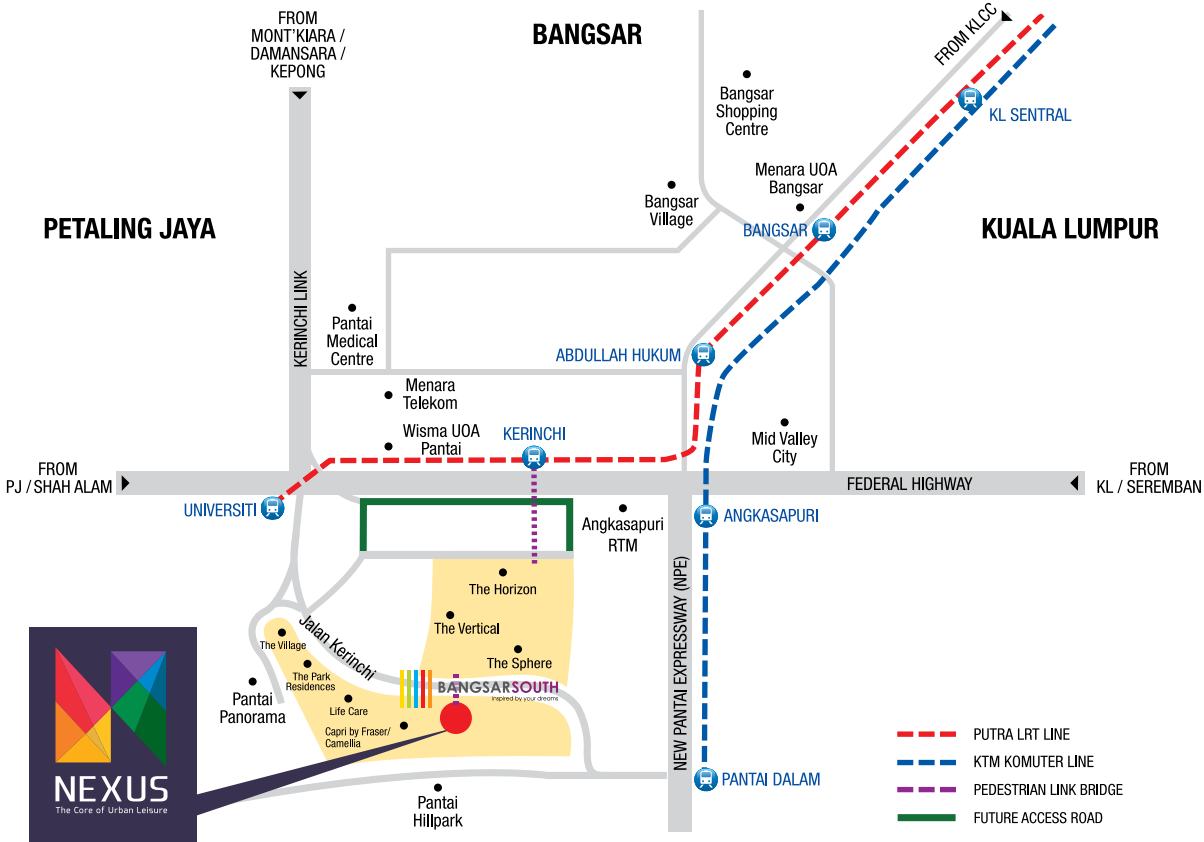 FROM
MONT'KIARA /
DAMANSARA /
KEPONG
BANGSAR
FROM KLCC
Bangsar
Shopping
Centre
KL SENTRAL
Menara UOA
Bangsar
Bangsar
Village
PETALING JAYA
BANGSAR
KUALA LUMPUR
KERINCHI LINK
Pantai
Medical
Centre
ABDULLAH HUKUM
Menara
Telekom
Wisma UOA
Pantai
KERINCHI
Mid Valley
City
FROM
PJ / SHAH ALAM
FEDERAL HIGHWAY
FROM
KL / SEREMBAN
UNIVERSITI
Angkasapuri
RTM
ANGKASAPURI
NEW PANTAI EXPRESSWAY (NPE)
The Horizon
The Vertical
The Sphere
Jalan Kerinchi
The Village
The Park
Residences
Life Care
Capri by Fraser/
Camellia
BANGSARSOUTH
inspired by your dreams
Pantai
Panorama
NEXUS
The Core of Urban Leisure
Pantai
Hillpark
PANTAI DALAM
PUTRA LRT LINE
KTM KOMUTER LINE
PEDESTRIAN LINK BRIDGE
FUTURE ACCESS ROAD